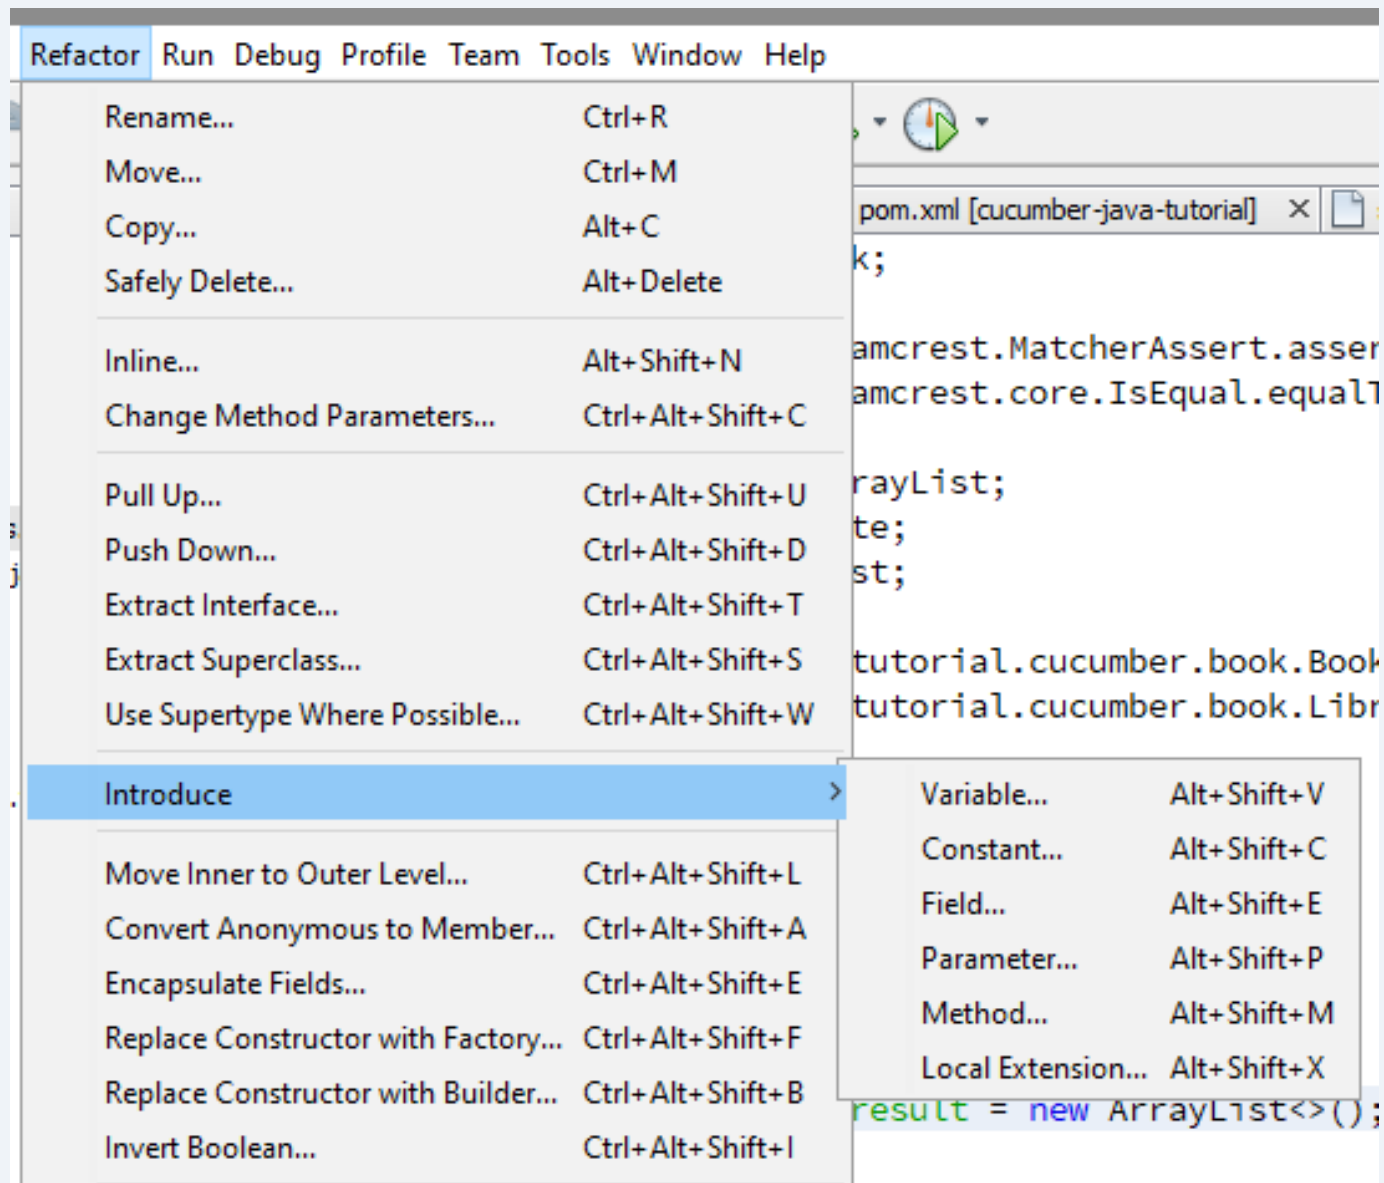 Refactor Run Debug Profile Team Tools Window Help
Rename... Ctrl+R
Move... Ctrl+M
Copy... Alt+C
Safely Delete... Alt+Delete
Inline... Alt+Shift+N
Change Method Parameters... Ctrl+Alt+Shift+C
Pull Up... Ctrl+Alt+Shift+U
Push Down... Ctrl+Alt+Shift+D
Extract Interface... Ctrl+Alt+Shift+T
Extract Superclass... Ctrl+Alt+Shift+S
Use Supertype Where Possible... Ctrl+Alt+Shift+W
Introduce
Move Inner to Outer Level... Ctrl+Alt+Shift+L
Convert Anonymous to Member... Ctrl+Alt+Shift+A
Encapsulate Fields... Ctrl+Alt+Shift+E
Replace Constructor with Factory... Ctrl+Alt+Shift+F
Replace Constructor with Builder... Ctrl+Alt+Shift+B
Invert Boolean... Ctrl+Alt+Shift+I
pom.xml [cucumber-java-tutorial]
k;
amcrest.MatcherAssert.asser
amcrest.core.IsEqual.equalT
rayList;
te;
st;
tutorial.cucumber.book.Book
tutorial.cucumber.book.Libr
Variable... Alt+Shift+V
Constant... Alt+Shift+C
Field... Alt+Shift+E
Parameter... Alt+Shift+P
Method... Alt+Shift+M
Local Extension... Alt+Shift+X
result = new ArrayList<>();